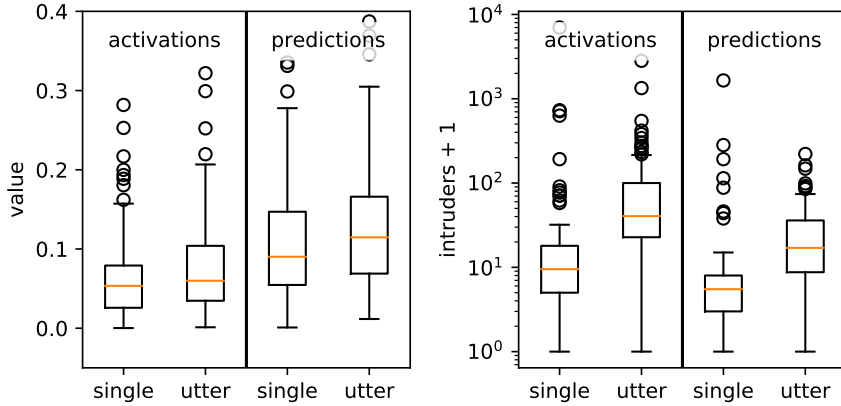 0.4
0.3
0.2
0.1
0.0
value
activations
predictions
single
utter
single
utter
10^4
10^3
10^2
10^1
10^0
intruders + 1
activations
predictions
single
utter
single
utter